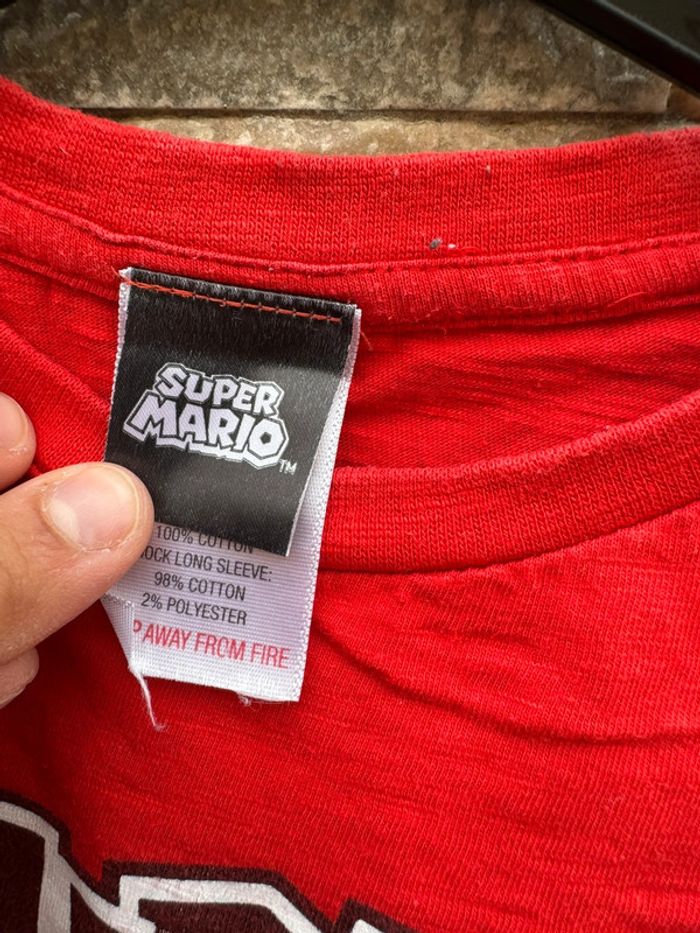 SUPER
MARIO
TM
100% COTTON
OCK LONG SLEEVE:
98% COTTON
2% POLYESTER
P AWAY FROM FIRE